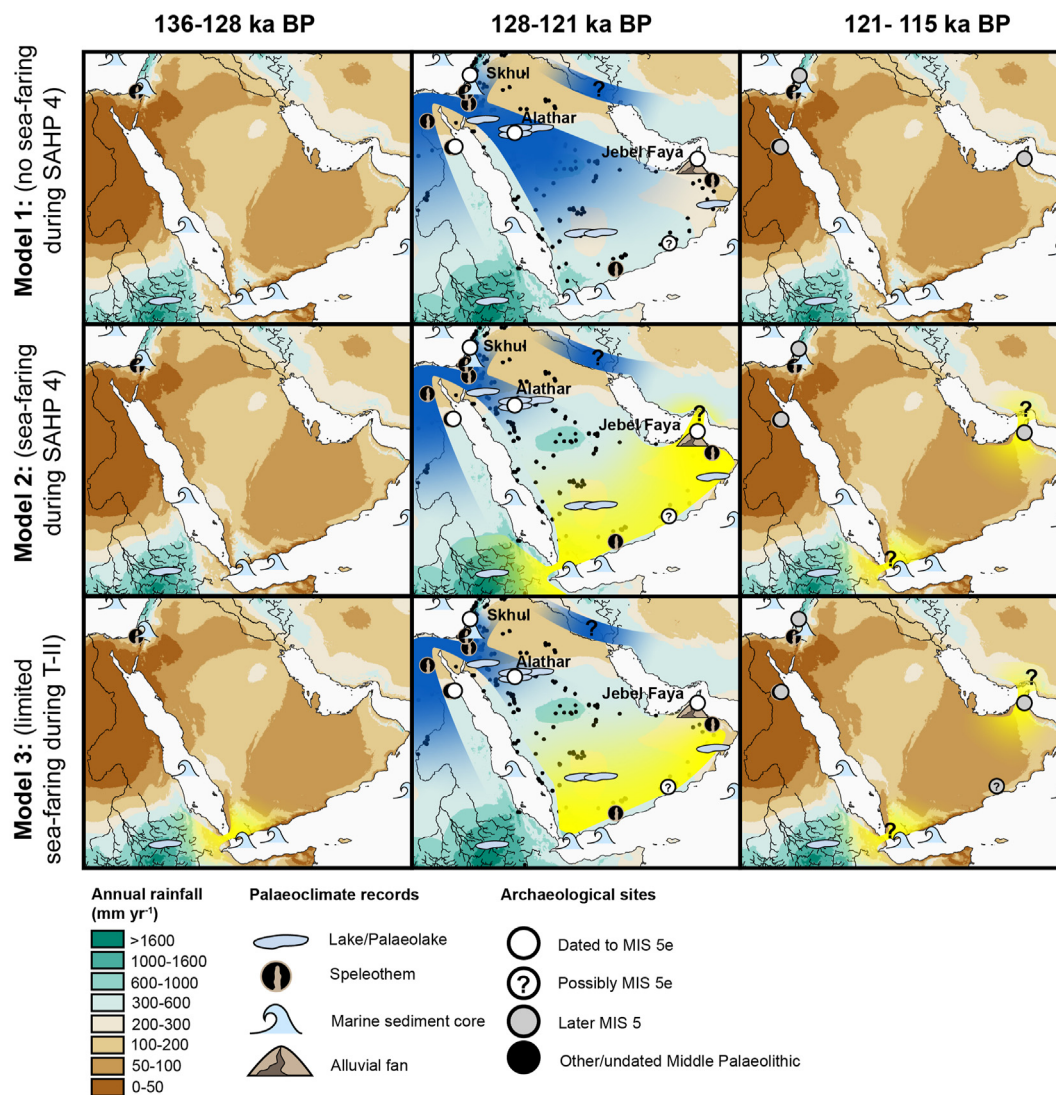 136-128 ka BP
128-121 ka BP
121- 115 ka BP
Model 1: (no sea-faring
during SAHP 4)
Skhul
?
Alathar
Jebel Faya
?
Model 2: (sea-faring
during SAHP 4)
Skhul
?
Alathar
Jebel Faya
?
?
?
?
Model 3: (limited
sea-faring during T-II)
Skhul
?
Alathar
Jebel Faya
?
?
?
?
Annual rainfall
(mm yr-1)
>1600
1000-1600
600-1000
300-600
200-300
100-200
50-100
0-50
Palaeoclimate records
Lake/Palaeolake
Speleothem
Marine sediment core
Alluvial fan
Archaeological sites
Dated to MIS 5e
? Possibly MIS 5e
Later MIS 5
Other/undated Middle Palaeolithic